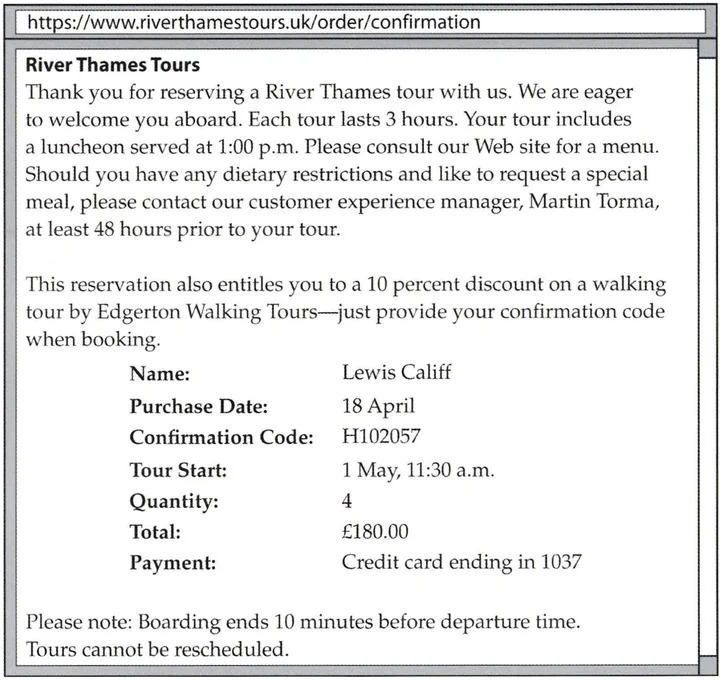 https://www.riverthamestours.uk/order/confirmation
River Thames Tours
Thank you for reserving a River Thames tour with us. We are eager
to welcome you aboard. Each tour lasts 3 hours. Your tour includes
a luncheon served at 1:00 p.m. Please consult our Web site for a menu.
Should you have any dietary restrictions and like to request a special
meal, please contact our customer experience manager, Martin Torma,
at least 48 hours prior to your tour.
This reservation also entitles you to a 10 percent discount on a walking
tour by Edgerton Walking Tours—just provide your confirmation code
when booking.
Name: Lewis Califf
Purchase Date: 18 April
Confirmation Code: H102057
Tour Start: 1 May, 11:30 a.m.
Quantity: 4
Total: £180.00
Payment: Credit card ending in 1037
Please note: Boarding ends 10 minutes before departure time.
Tours cannot be rescheduled.